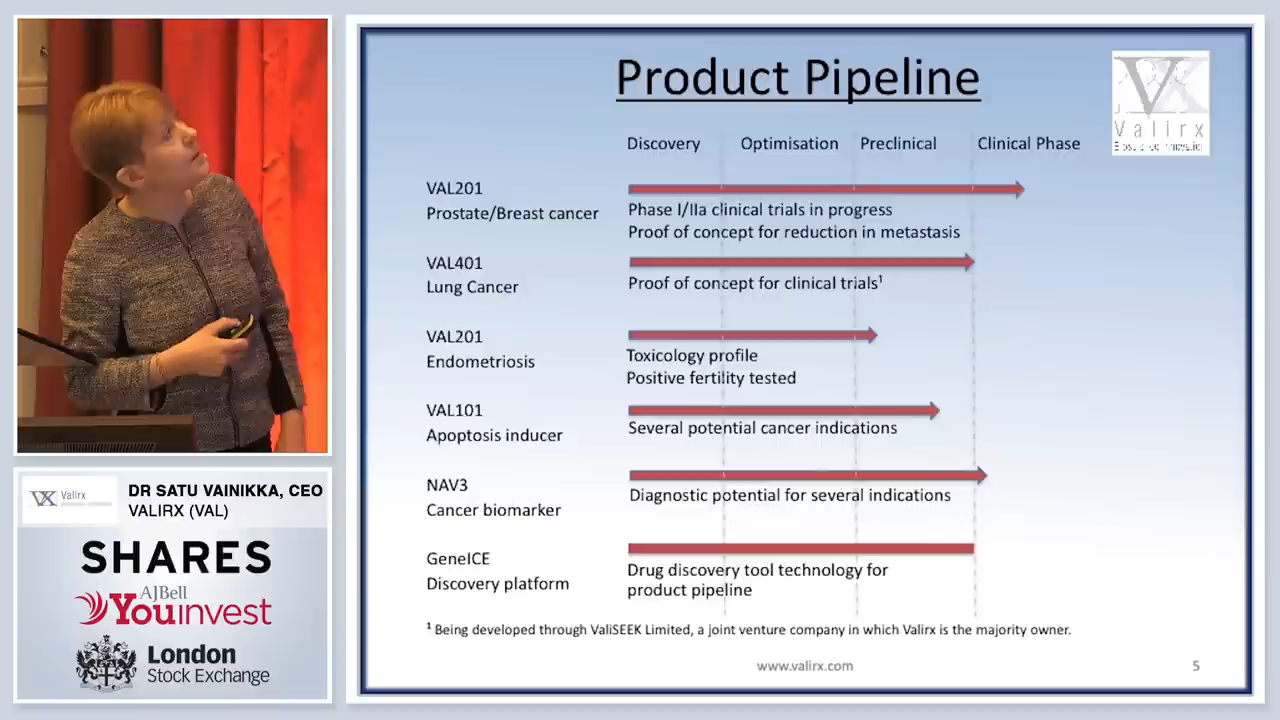 Product Pipeline
Valirx
Discovery Optimisation Preclinical Clinical Phase
VAL201
Prostate/Breast cancer
Phase I/IIa clinical trials in progress
Proof of concept for reduction in metastasis
VAL401
Lung Cancer
Proof of concept for clinical trials¹
VAL201
Endometriosis
Toxicology profile
Positive fertility tested
VAL101
Apoptosis inducer
Several potential cancer indications
NAV3
Cancer biomarker
Diagnostic potential for several indications
GeneICE
Discovery platform
Drug discovery tool technology for
product pipeline
¹ Being developed through ValiSEEK Limited, a joint venture company in which Valirx is the majority owner.
www.valirx.com
5
Valirx
DR SATU VAINIKKA, CEO
VALIRX (VAL)
SHARES
AJBell
Youinvest
London
Stock Exchange